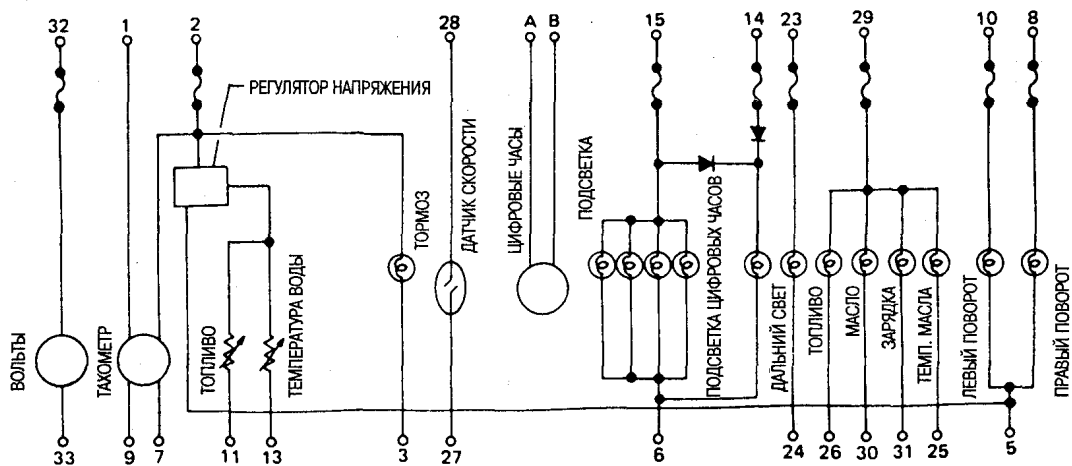 32 1 2 28 A B 15 14 23 29 10 8
РЕГУЛЯТОР НАПРЯЖЕНИЯ
ВОЛЬТЫ
ТАХОМЕТР
ТОПЛИВО
ТЕМПЕРАТУРА ВОДЫ
ТОРМОЗ
ДАТЧИК СКОРОСТИ
ЦИФРОВЫЕ ЧАСЫ
ПОДСВЕТКА
ПОДСВЕТКА ЦИФРОВЫХ ЧАСОВ
ДАЛЬНИЙ СВЕТ
ТОПЛИВО
МАСЛО
ЗАРЯДКА
ТЕМП. МАСЛА
ЛЕВЫЙ ПОВОРОТ
ПРАВЫЙ ПОВОРОТ
33 9 7 11 13 3 27 6 24 26 30 31 25 5